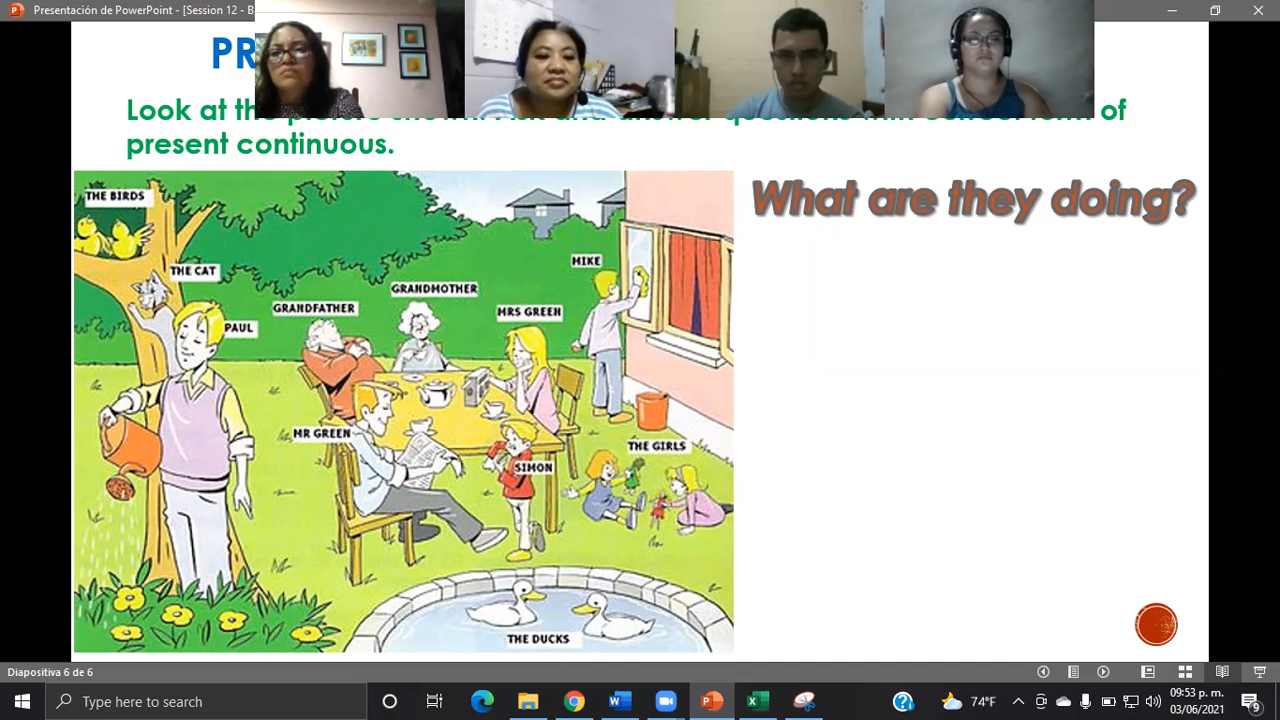 Presentación de PowerPoint - [Session 12 - B
PR
Look at the
of
present continuous.
What are they doing?
THE BIRDS
THE CAT
PAUL
GRANDFATHER
GRANDMOTHER
MRS GREEN
MIKE
MR GREEN
SIMON
THE GIRLS
THE DUCKS
Diapositiva 6 de 6
Type here to search
74°F
09:53 p. m.
03/06/2021
9